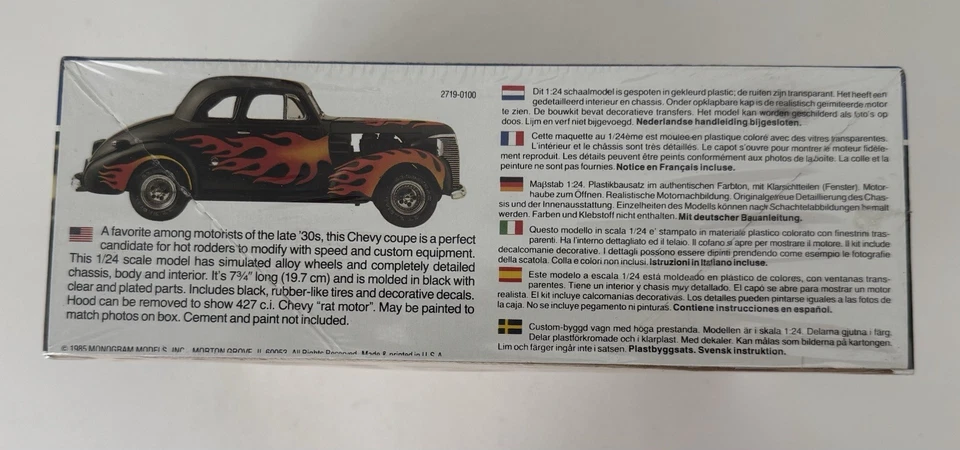 2719-0100
A favorite among motorists of the late '30s, this Chevy coupe is a perfect
candidate for hot rodders to modify with speed and custom equipment.
This 1/24 scale model has simulated alloy wheels and completely detailed
chassis, body and interior. It's 7¾" long (19.7 cm) and is molded in black with
clear and plated parts. Includes black, rubber-like tires and decorative decals.
Hood can be removed to show 427 c.i. Chevy "rat motor". May be painted to
match photos on box. Cement and paint not included.
© 1985 MONOGRAM MODELS, INC., MORTON GROVE, IL 60053 All Rights Reserved Made & printed in U.S.A.
Dit 1:24 schaalmodel is gespoten in gekleurd plastic; de ruiten zijn transparant. Het heeft een
gedetailleerd interieur en chassis. Onder opklapbare kap is de realistisch geïmiteerde motor
te zien. De bouwkit bevat decoratieve transfers. Het model kan worden geschilderd als foto's op
doos. Lijm en verf niet bijgevoegd. Nederlandse handleiding bijgesloten.
Cette maquette au 1/24ème est moulée en plastique coloré avec des vitres transparentes.
L'intérieur et le châssis sont très détaillés. Le capot s'ouvre pour montrer le moteur fidèle-
ment reproduit. Les détails peuvent être peints conformément aux photos de la boîte. La colle et la
peinture ne sont pas fournies. Notice en Français incluse.
Maßstab 1:24. Plastikbausatz im authentischen Farbton, mit Klarsichtteilen (Fenster). Motor-
haube zum Öffnen. Realistische Motornachbildung. Originalgetreue Detaillierung des Chas-
sis und der Innenausstattung. Einzelheiten des Modells können nach Schachtelabbildungen bemalt
werden. Farben und Klebstoff nicht enthalten. Mit deutscher Bauanleitung.
Questo modello in scala 1/24 e' stampato in materiale plastico colorato con finestrini tras-
parenti. Ha l'interno dettagliato ed il telaio. Il cofano si apre per mostrare il motore. Il kit include
decalcomanie decorative. I dettagli possono essere dipinti prendendo come esempio le fotografie
della scatola. Colla e colori non inclusi. Istruzioni in Italiano incluse.
Este modelo a escala 1/24 está moldeado en plástico de colores, con ventanas trans-
parentes. Tiene un interior y chasis muy detallado. El capó se abre para mostrar un motor
realista. El kit incluye calcomanías decorativas. Los detalles pueden pintarse iguales a las fotos de
la caja. No se incluye pegamento ni pinturas. Contiene instrucciones en español.
Custom-byggd vagn med höga prestanda. Modellen är i skala 1:24. Delarna gjutna i färg.
Delar plastförkromade och i klarplast. Med dekaler. Kan målas som bilderna på kartongen.
Lim och färger ingår inte i satsen. Plastbyggsats. Svensk instruktion.